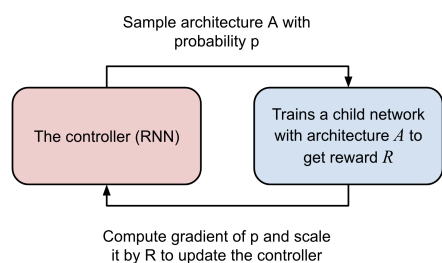 Sample architecture A with
probability p
The controller (RNN)
Trains a child network
with architecture A to
get reward R
Compute gradient of p and scale
it by R to update the controller